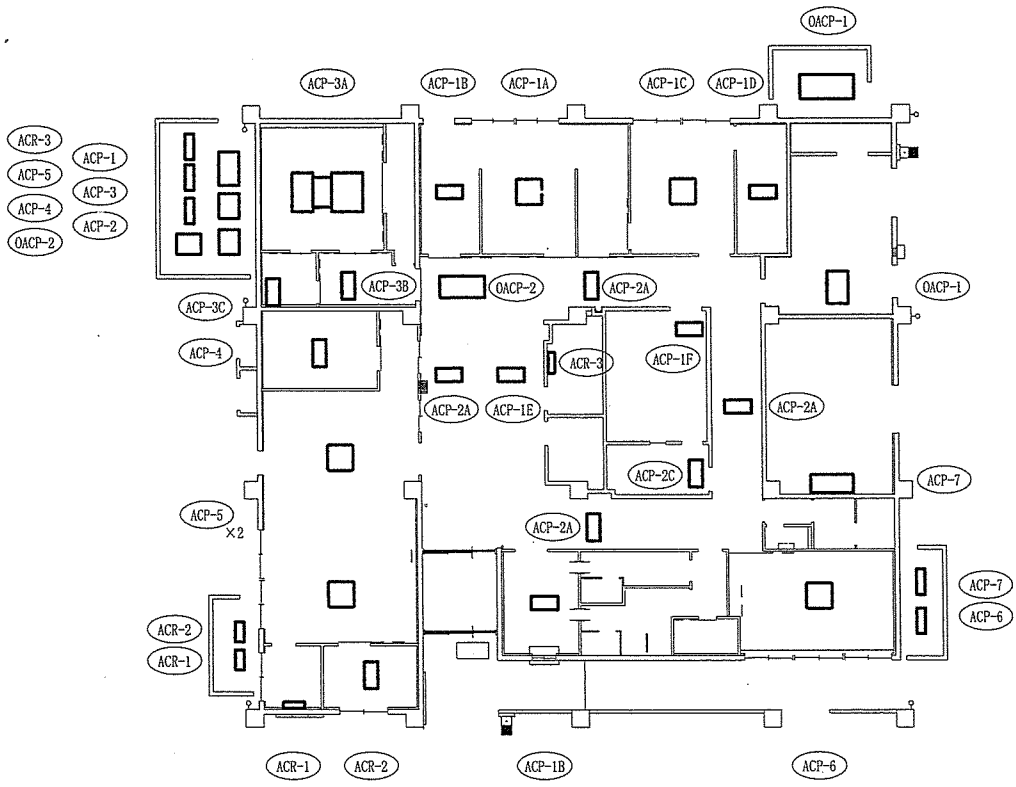 OACP-1
ACP-3A
ACP-1B
ACP-1A
ACP-1C
ACP-1D
ACR-3
ACP-1
ACP-5
ACP-3
ACP-4
ACP-2
OACP-2
ACP-3B
OACP-2
ACP-2A
OACP-1
ACP-3C
ACP-4
ACR-3
ACP-1F
ACP-2A
ACP-1E
ACP-2A
ACP-2C
ACP-7
ACP-5
×2
ACP-2A
ACP-7
ACP-6
ACR-2
ACR-1
ACR-1
ACR-2
ACP-1B
ACP-6